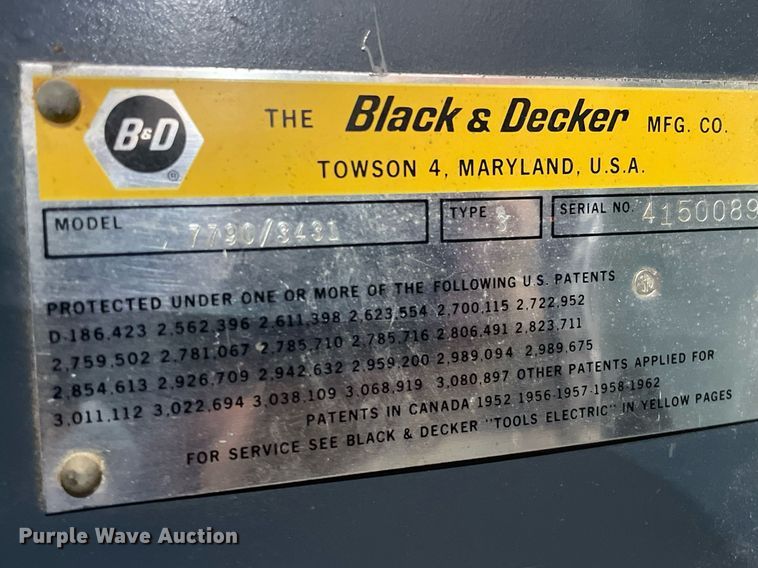 B&D
®
THE Black & Decker MFG. CO.
TOWSON 4, MARYLAND, U.S.A.
MODEL 7790/3431
TYPE 3
SERIAL NO. 4150089
PROTECTED UNDER ONE OR MORE OF THE FOLLOWING U.S. PATENTS
D-186,423 2,562,396 2,611,398 2,623,554 2,700,115 2,722,952
2,759,502 2,781,067 2,785,710 2,785,716 2,806,491 2,823,711
2,854,613 2,926,709 2,942,632 2,959,200 2,989,094 2,989,675
3,011,112 3,022,694 3,038,109 3,068,919 3,080,897 OTHER PATENTS APPLIED FOR
PATENTS IN CANADA 1952-1956-1957-1958-1962
FOR SERVICE SEE BLACK & DECKER "TOOLS ELECTRIC" IN YELLOW PAGES
Purple Wave Auction